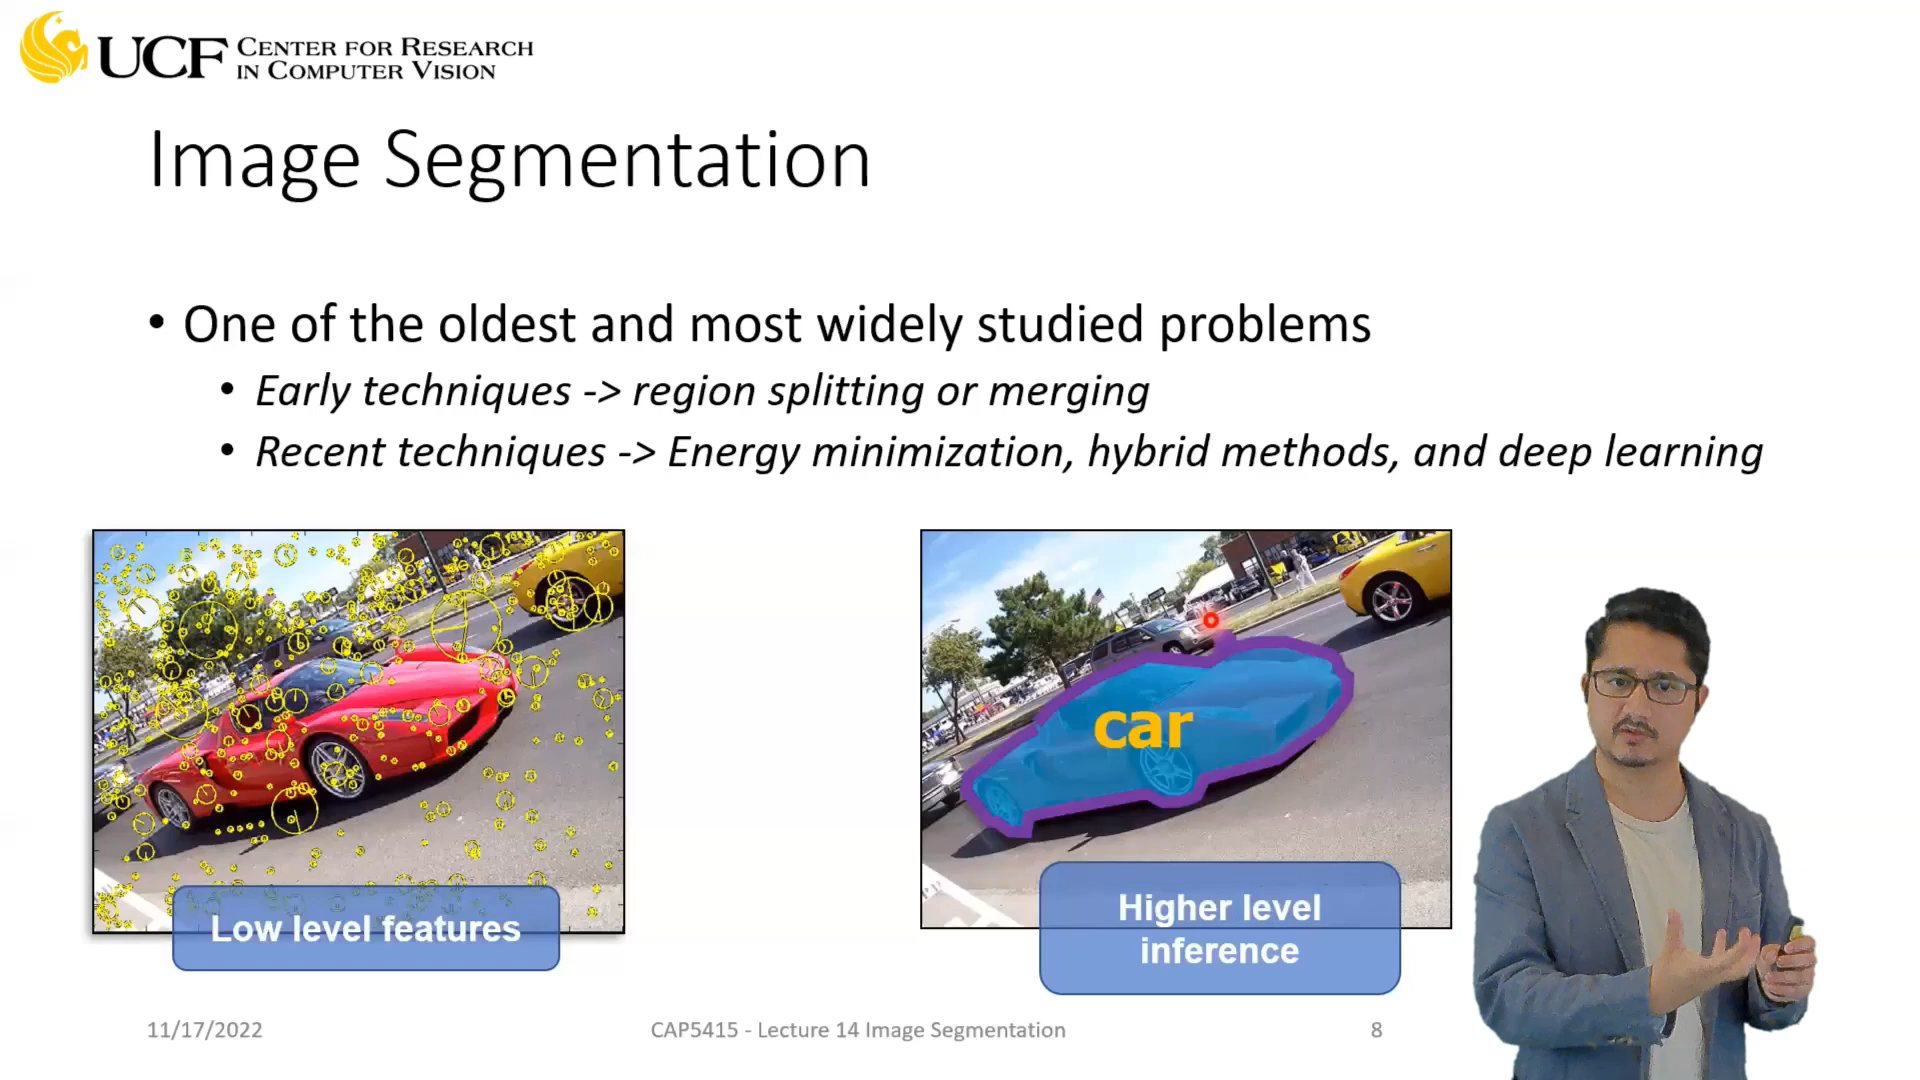 UCF CENTER FOR RESEARCH
IN COMPUTER VISION
Image Segmentation
• One of the oldest and most widely studied problems
• Early techniques -> region splitting or merging
• Recent techniques -> Energy minimization, hybrid methods, and deep learning
car
Low level features
Higher level
inference
11/17/2022
CAP5415 - Lecture 14 Image Segmentation
8